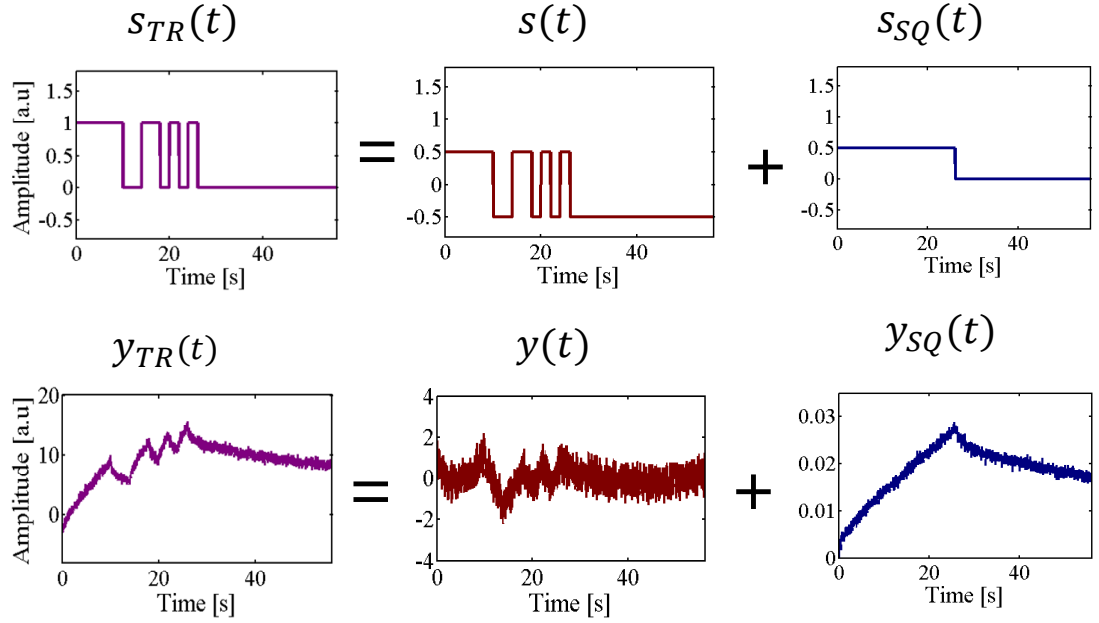 s_TR(t) s(t) s_SQ(t)
1.5
1
0.5
0
-0.5
Amplitude [a.u]
0 20 40
Time [s]
=
1.5
1
0.5
0
-0.5
0 20 40
Time [s]
+
1.5
1
0.5
0
-0.5
0 20 40
Time [s]
y_TR(t) y(t) y_SQ(t)
20
10
0
Amplitude [a.u]
0 20 40
Time [s]
=
4
2
0
-2
-4
0 20 40
Time [s]
+
0.03
0.02
0.01
0
0 20 40
Time [s]